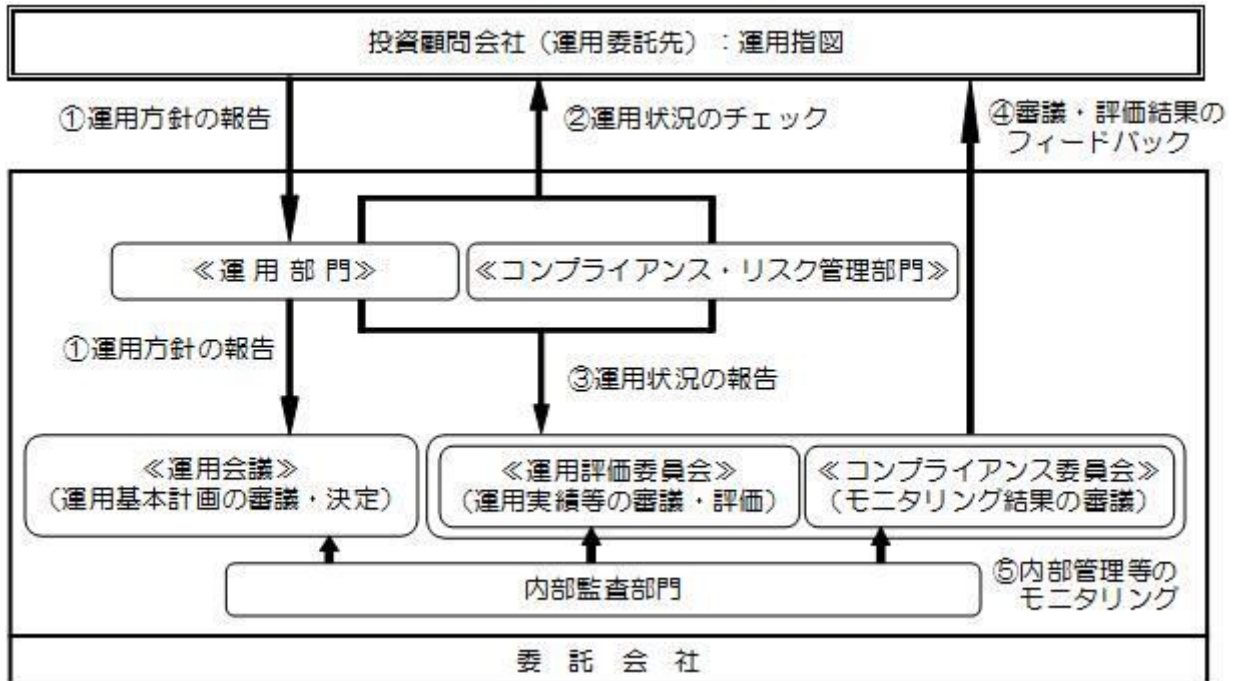 投資顧問会社（運用委託先）：運用指図
①運用方針の報告
②運用状況のチェック
④審議・評価結果の
フィードバック
≪運 用 部 門≫
≪コンプライアンス・リスク管理部門≫
①運用方針の報告
③運用状況の報告
≪運用会議≫
（運用基本計画の審議・決定）
≪運用評価委員会≫
（運用実績等の審議・評価）
≪コンプライアンス委員会≫
（モニタリング結果の審議）
内部監査部門
⑤内部管理等の
モニタリング
委 託 会 社